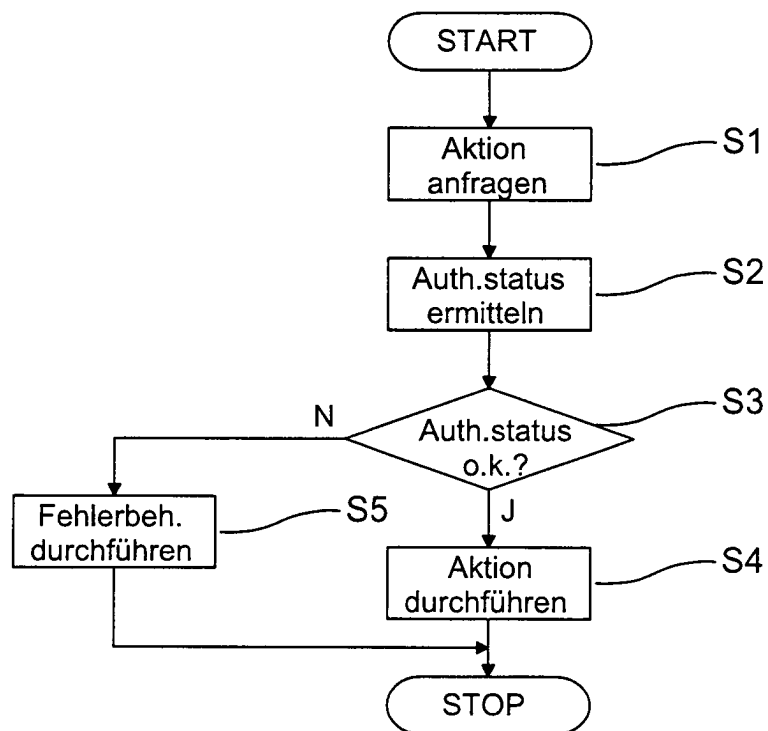 START
Aktion
anfragen
S1
Auth.status
ermitteln
S2
Auth.status
o.k.?
S3
N
J
Fehlerbeh.
durchführen
S5
Aktion
durchführen
S4
STOP